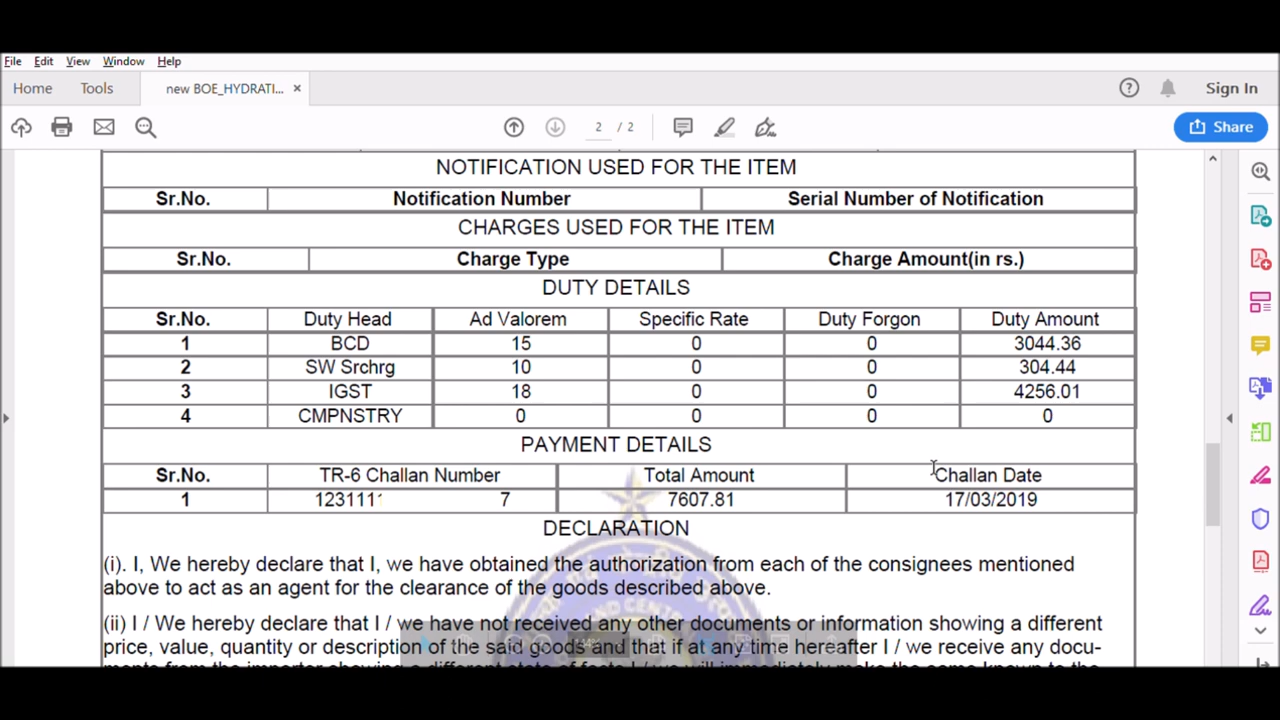 File Edit View Window Help
Home Tools new BOE_HYDRATI... × Sign In
2 / 2 Share
NOTIFICATION USED FOR THE ITEM
Sr.No. Notification Number Serial Number of Notification
CHARGES USED FOR THE ITEM
Sr.No. Charge Type Charge Amount(in rs.)
DUTY DETAILS
Sr.No. Duty Head Ad Valorem Specific Rate Duty Forgon Duty Amount
1 BCD 15 0 0 3044.36
2 SW Srchrg 10 0 0 304.44
3 IGST 18 0 0 4256.01
4 CMPNSTRY 0 0 0 0
PAYMENT DETAILS
Sr.No. TR-6 Challan Number Total Amount Challan Date
1 123111 7 7607.81 17/03/2019
DECLARATION
(i). I, We hereby declare that I, we have obtained the authorization from each of the consignees mentioned
above to act as an agent for the clearance of the goods described above.
(ii) I / We hereby declare that I / we have not received any other documents or information showing a different
price, value, quantity or description of the said goods and that if at any time hereafter I / we receive any docu-